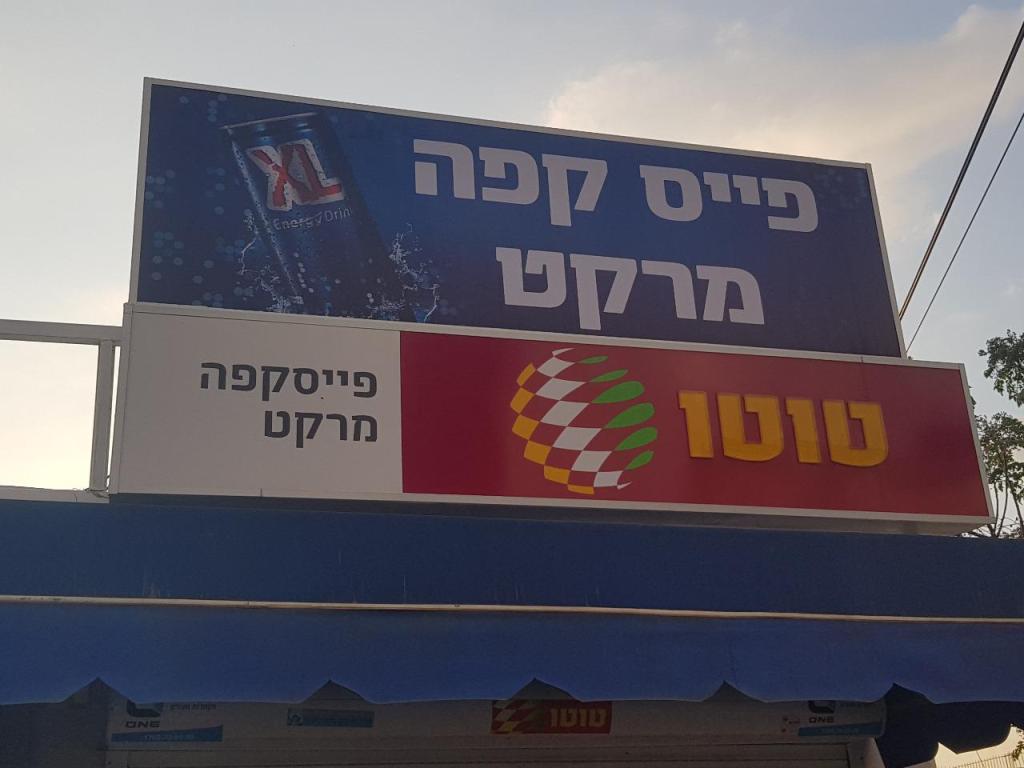 פייס קפה
מרקט
XL
Energy Drink
פייסקפה
מרקט
טוטו
ONE
טוטו
ONE